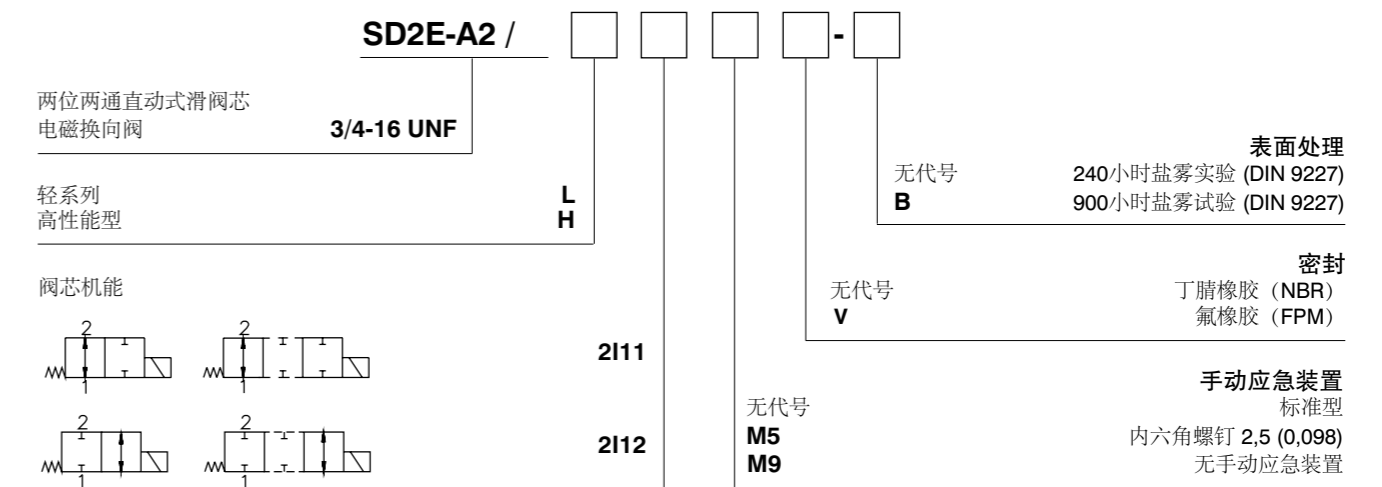 SD2E-A2 / -
两位两通直动式滑阀芯
电磁换向阀 3/4-16 UNF
表面处理
无代号 240小时盐雾实验 (DIN 9227)
B 900小时盐雾试验 (DIN 9227)
轻系列 L
高性能型 H
密封
无代号 丁腈橡胶（NBR）
V 氟橡胶（FPM）
阀芯机能
2 2
1 1
2I11
手动应急装置
无代号 标准型
M5 内六角螺钉 2,5 (0,098)
M9 无手动应急装置
2 2
1 1
2I12